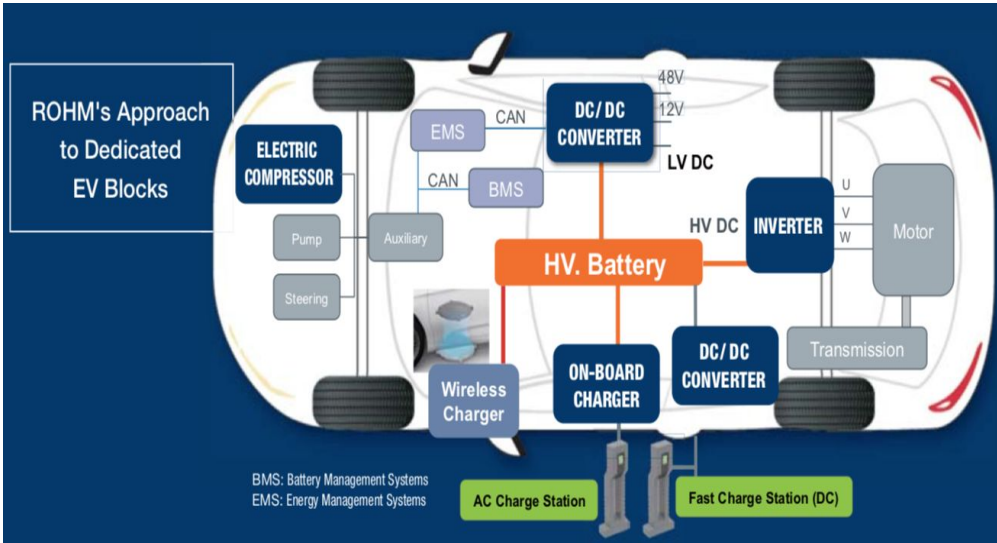 ROHM's Approach
to Dedicated
EV Blocks
ELECTRIC
COMPRESSOR
Pump
Steering
Auxiliary
EMS
CAN
CAN
BMS
DC/DC
CONVERTER
48V
12V
LV DC
HV. Battery
HV DC
INVERTER
U
V
W
Motor
Transmission
Wireless
Charger
ON-BOARD
CHARGER
DC/DC
CONVERTER
BMS: Battery Management Systems
EMS: Energy Management Systems
AC Charge Station
Fast Charge Station (DC)